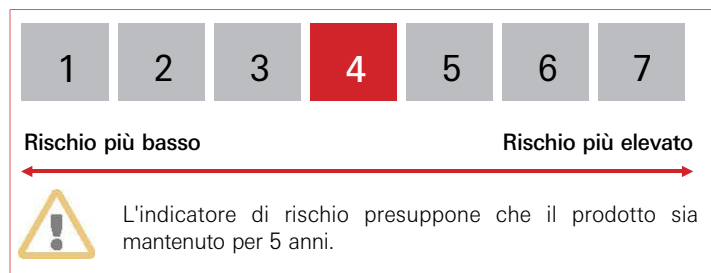 1 2 3 4 5 6 7
Rischio più basso Rischio più elevato
L'indicatore di rischio presuppone che il prodotto sia
mantenuto per 5 anni.